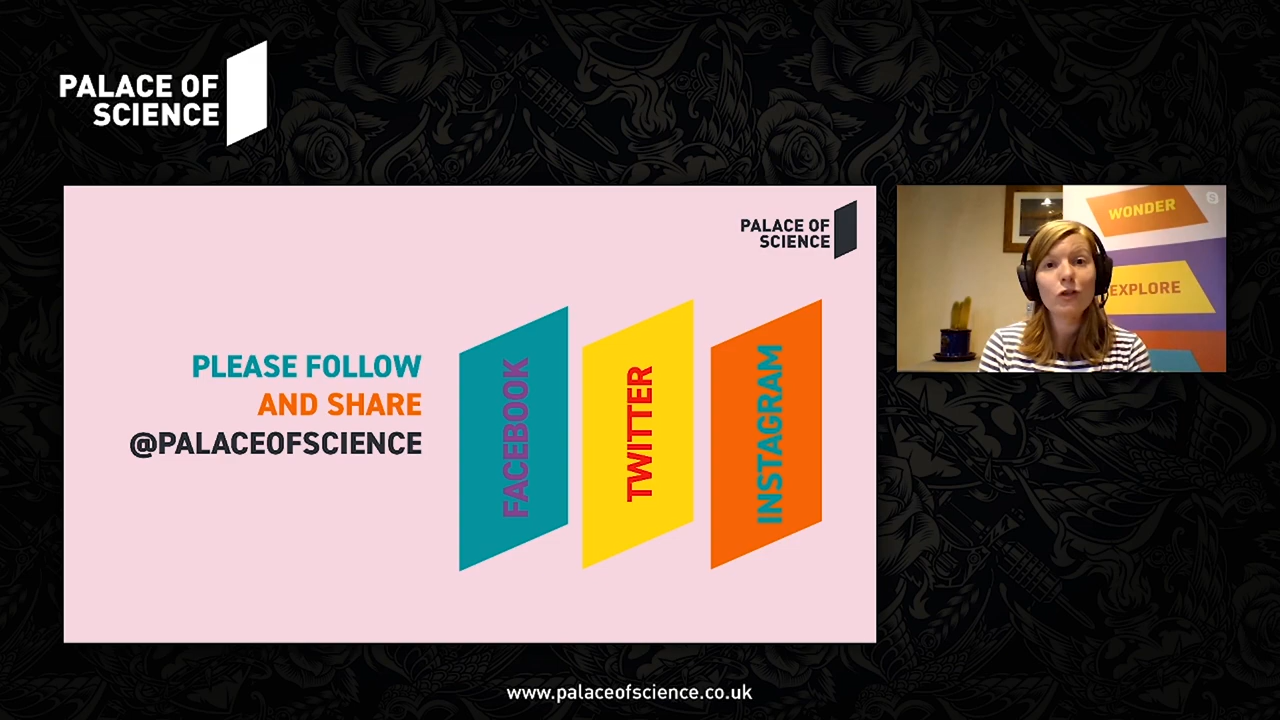 PALACE OF
SCIENCE
PALACE OF
SCIENCE
WONDER
EXPLORE
PLEASE FOLLOW
AND SHARE
@PALACEOFSCIENCE
FACEBOOK
TWITTER
INSTAGRAM
www.palaceofscience.co.uk